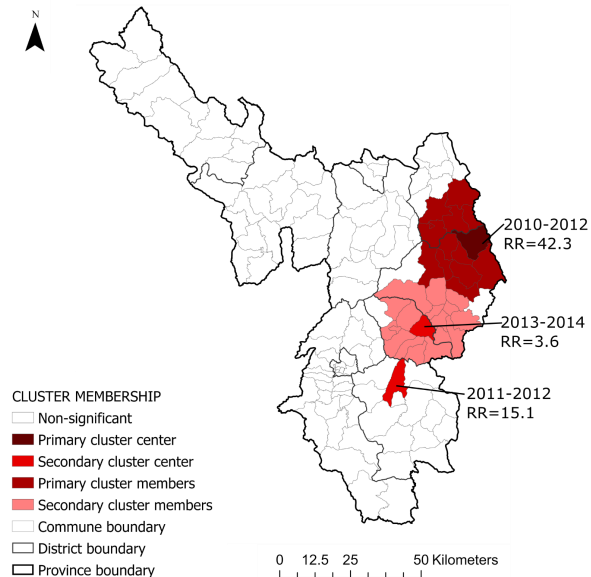 N
2010-2012
RR=42.3
2013-2014
RR=3.6
2011-2012
RR=15.1
CLUSTER MEMBERSHIP
Non-significant
Primary cluster center
Secondary cluster center
Primary cluster members
Secondary cluster members
Commune boundary
District boundary
Province boundary
0 12.5 25 50 Kilometers